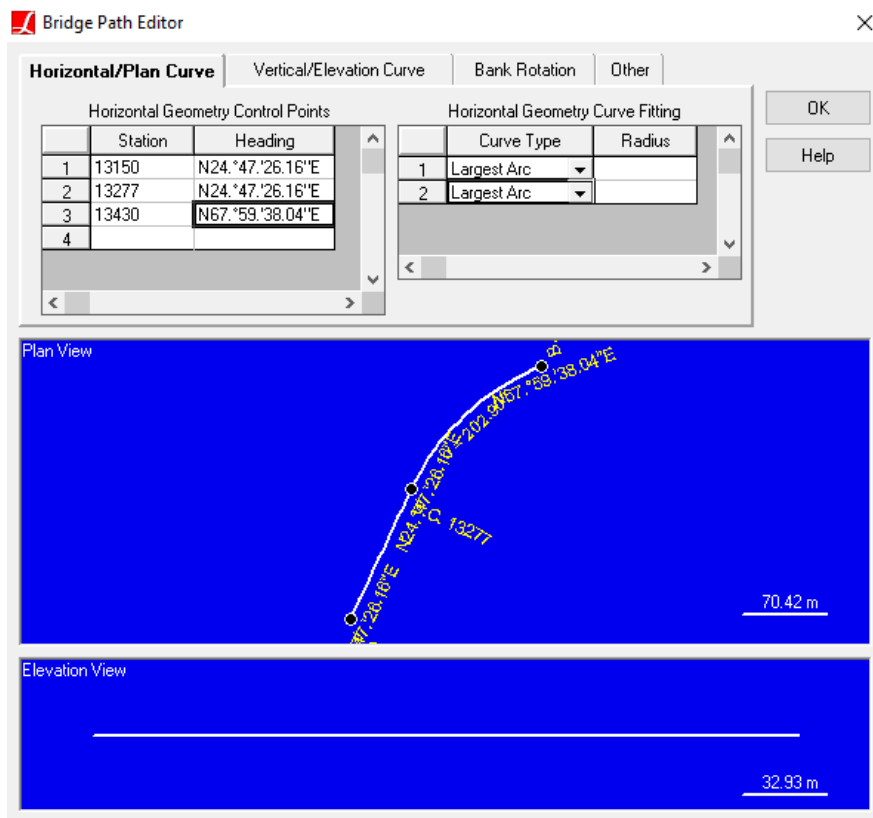 Bridge Path Editor
Horizontal/Plan Curve Vertical/Elevation Curve Bank Rotation Other
Horizontal Geometry Control Points Horizontal Geometry Curve Fitting OK
Station Heading Curve Type Radius
1 13150 N24.°47.'26.16"E 1 Largest Arc Help
2 13277 N24.°47.'26.16"E 2 Largest Arc
3 13430 N67.°59.'38.04"E
4
Plan View
N67.°59.'38.04"E
202.90
13277
70.42 m
Elevation View
32.93 m